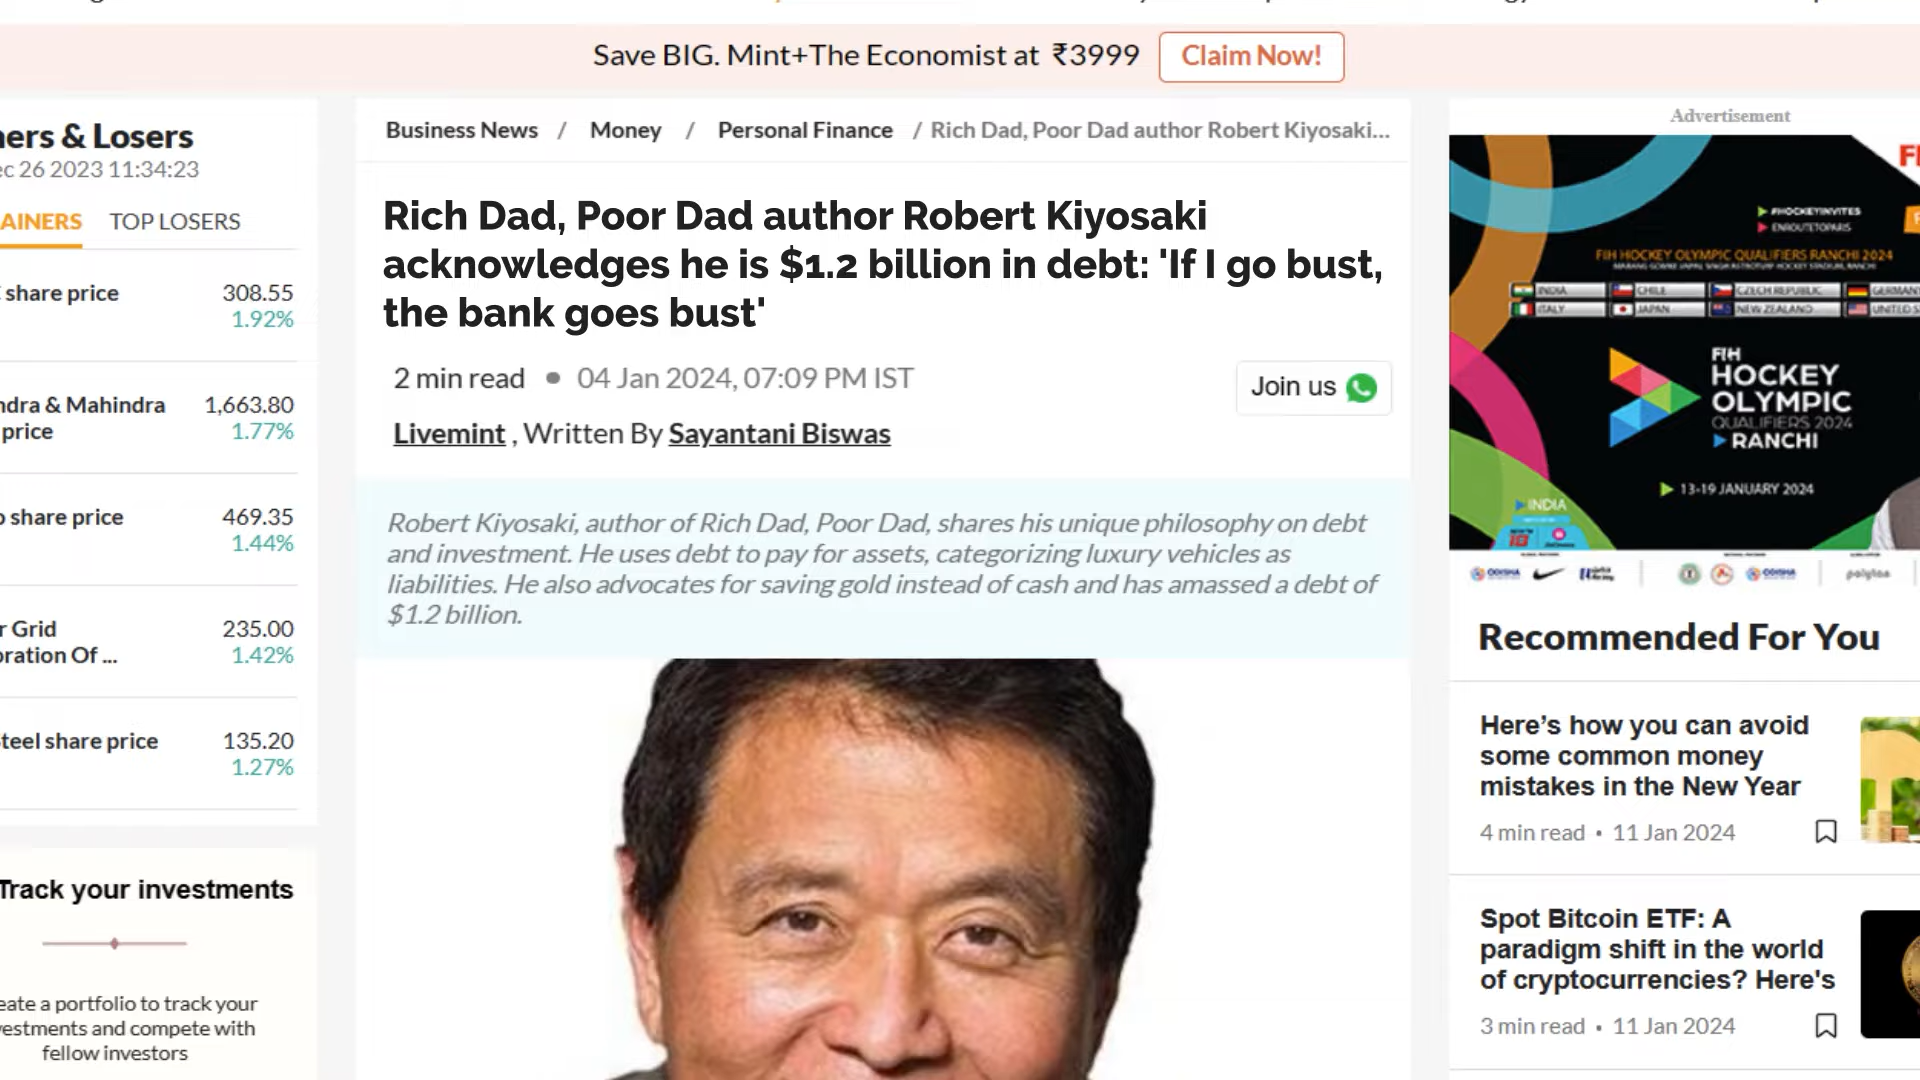 Save BIG. Mint+The Economist at ₹3999
Claim Now!
ers & Losers
ec 26 2023 11:34:23
AINERS
TOP LOSERS
share price
308.55
1.92%
ndra & Mahindra
price
1,663.80
1.77%
share price
469.35
1.44%
r Grid
oration Of ...
235.00
1.42%
teel share price
135.20
1.27%
Track your investments
eate a portfolio to track your
vestments and compete with
fellow investors
Business News / Money / Personal Finance / Rich Dad, Poor Dad author Robert Kiyosaki...
Rich Dad, Poor Dad author Robert Kiyosaki
acknowledges he is $1.2 billion in debt: 'If I go bust,
the bank goes bust'
2 min read • 04 Jan 2024, 07:09 PM IST
Join us
Livemint , Written By Sayantani Biswas
Robert Kiyosaki, author of Rich Dad, Poor Dad, shares his unique philosophy on debt
and investment. He uses debt to pay for assets, categorizing luxury vehicles as
liabilities. He also advocates for saving gold instead of cash and has amassed a debt of
$1.2 billion.
Advertisement
#HOCKEYINVITES
ENROUTETOPARIS
FIH HOCKEY OLYMPIC QUALIFIERS RANCHI 2024
INDIA
CHILE
CZECH REPUBLIC
GERMANY
ITALY
JAPAN
NEW ZEALAND
UNITED S
FIH
HOCKEY
OLYMPIC
QUALIFIERS 2024
RANCHI
13-19 JANUARY 2024
INDIA
ODISHA
ODISHA
polyglas
Recommended For You
Here's how you can avoid
some common money
mistakes in the New Year
4 min read • 11 Jan 2024
Spot Bitcoin ETF: A
paradigm shift in the world
of cryptocurrencies? Here's
3 min read • 11 Jan 2024